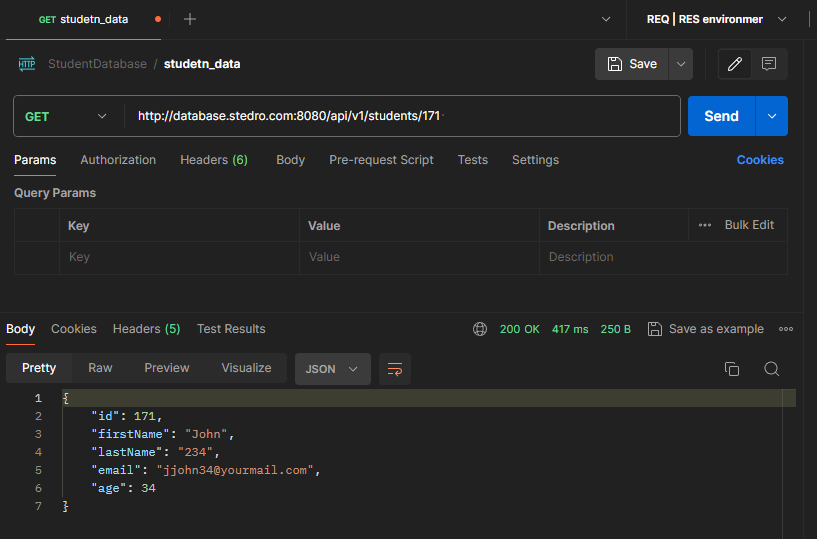 GET studetn_data
REQ | RES environmer
HTTP StudentDatabase / studetn_data Save
GET http://database.stedro.com:8080/api/v1/students/171 Send
Params Authorization Headers (6) Body Pre-request Script Tests Settings Cookies
Query Params
Key Value Description ••• Bulk Edit
Key Value Description
Body Cookies Headers (5) Test Results 200 OK 417 ms 250 B Save as example
Pretty Raw Preview Visualize JSON
1 {
2 "id": 171,
3 "firstName": "John",
4 "lastName": "234",
5 "email": "jjohn34@yourmail.com",
6 "age": 34
7 }